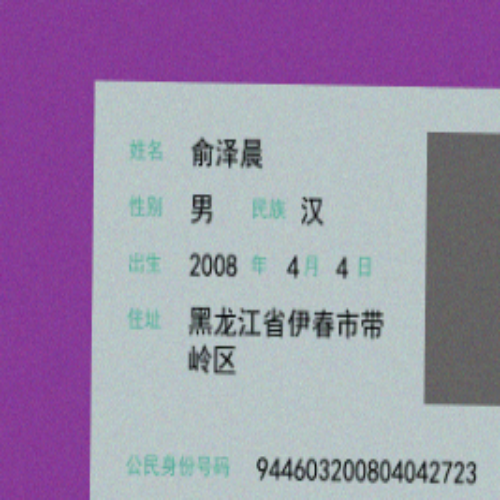 姓名 俞泽晨
性别 男 民族 汉
出生 2008 年 4 月 4 日
住址 黑龙江省伊春市带
岭区
公民身份号码 944603200804042723